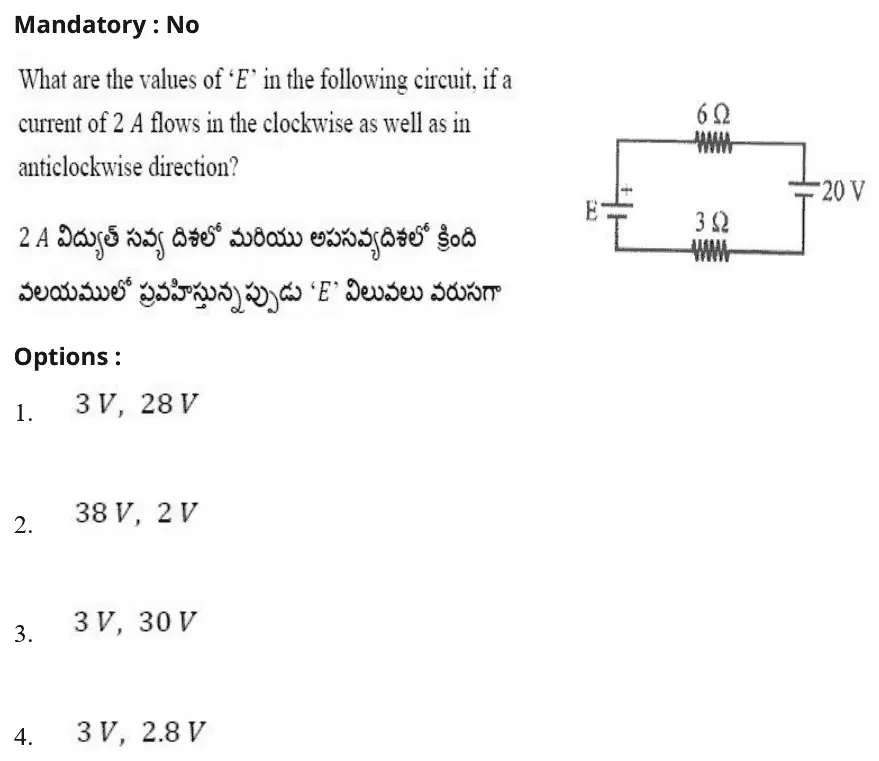 Mandatory : No
What are the values of ‘E’ in the following circuit, if a
current of 2 A flows in the clockwise as well as in
anticlockwise direction?
6 Ω
20 V
E
+
3 Ω
2 A విద్యుత్ సవ్య దిశలో మరియు అపసవ్యదిశలో క్రింది
వలయములో ప్రవహిస్తున్నప్పుడు ‘E’ విలువలు వరుసగా
Options :
1. 3 V, 28 V
2. 38 V, 2 V
3. 3 V, 30 V
4. 3 V, 2.8 V